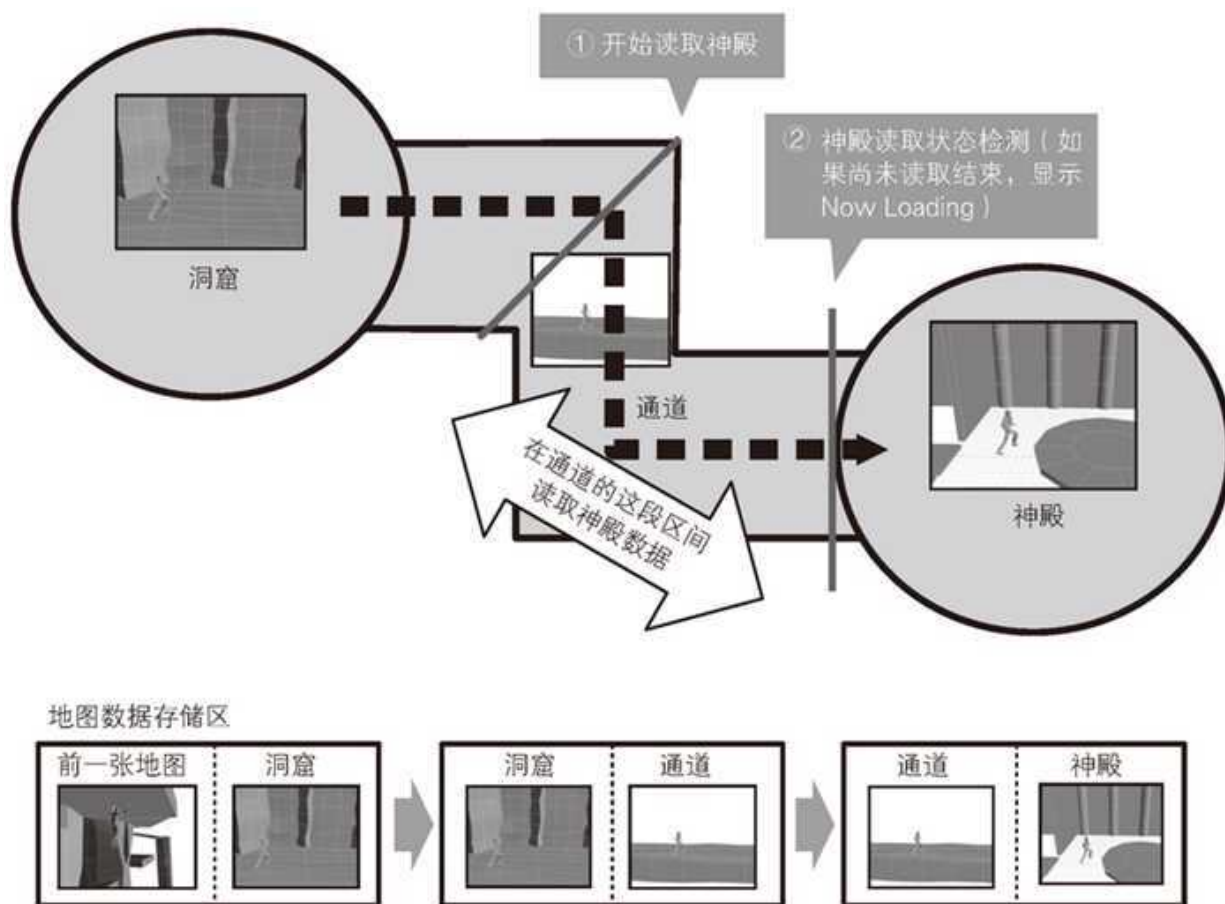 ① 开始读取神殿
② 神殿读取状态检测（如
果尚未读取结束，显示
Now Loading）
洞窟
通道
在通道的这段区间
读取神殿数据
神殿
地图数据存储区
前一张地图
洞窟
洞窟
通道
通道
神殿